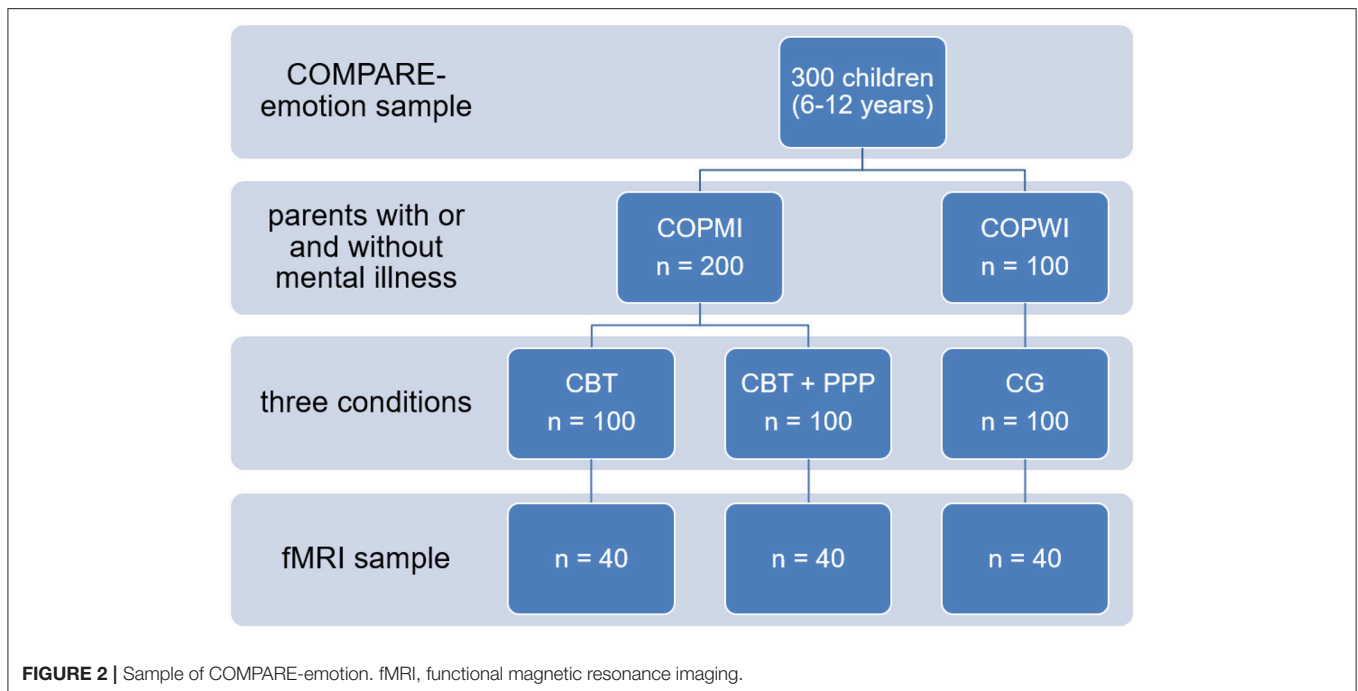 COMPARE-
emotion sample
300 children
(6-12 years)
parents with or
and without
mental illness
COPMI
n = 200
COPWI
n = 100
three conditions
CBT
n = 100
CBT + PPP
n = 100
CG
n = 100
fMRI sample
n = 40
n = 40
n = 40
FIGURE 2 | Sample of COMPARE-emotion. fMRI, functional magnetic resonance imaging.